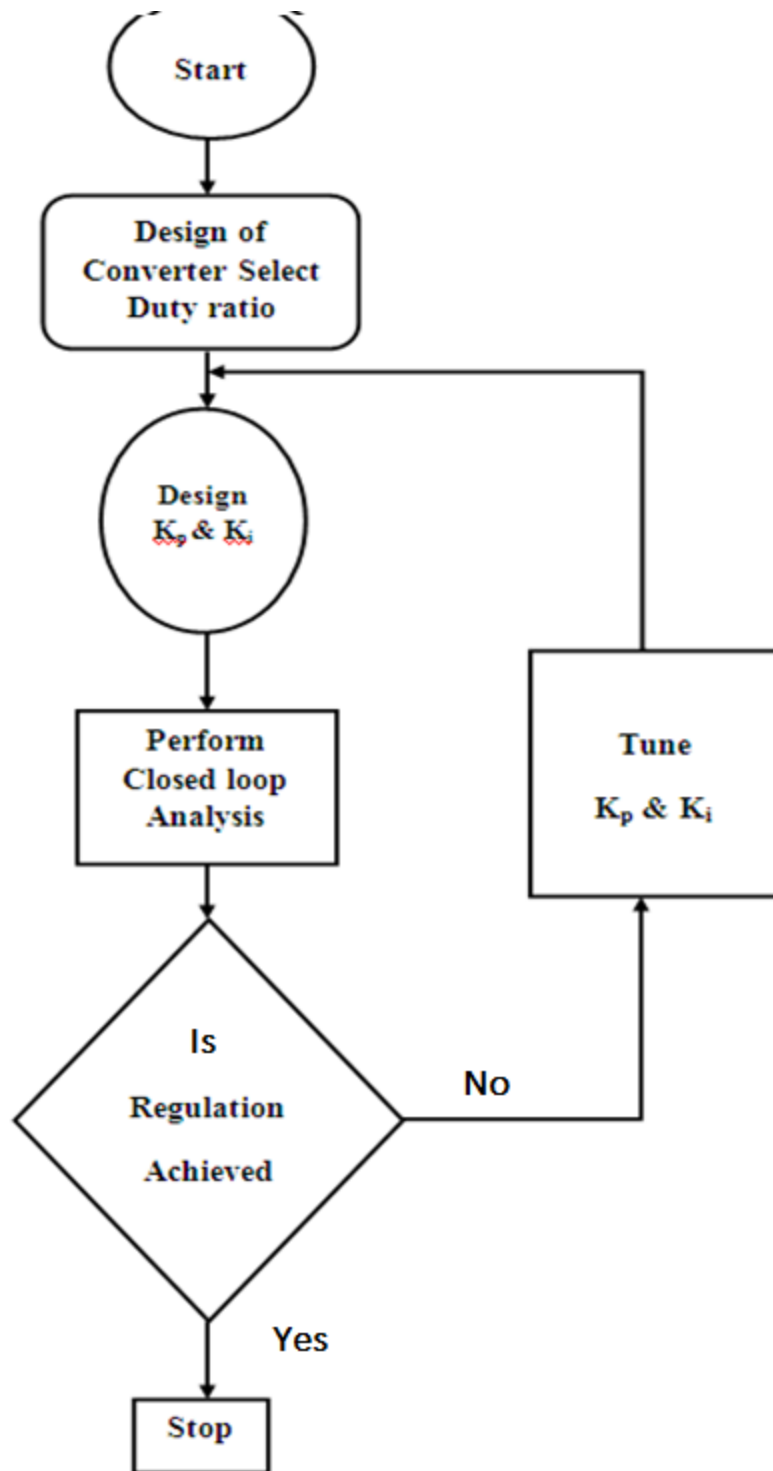 Start
Design of
Converter Select
Duty ratio
Design
Kₚ & Kᵢ
Perform
Closed loop
Analysis
Tune
Kₚ & Kᵢ
Is
Regulation
Achieved
No
Yes
Stop